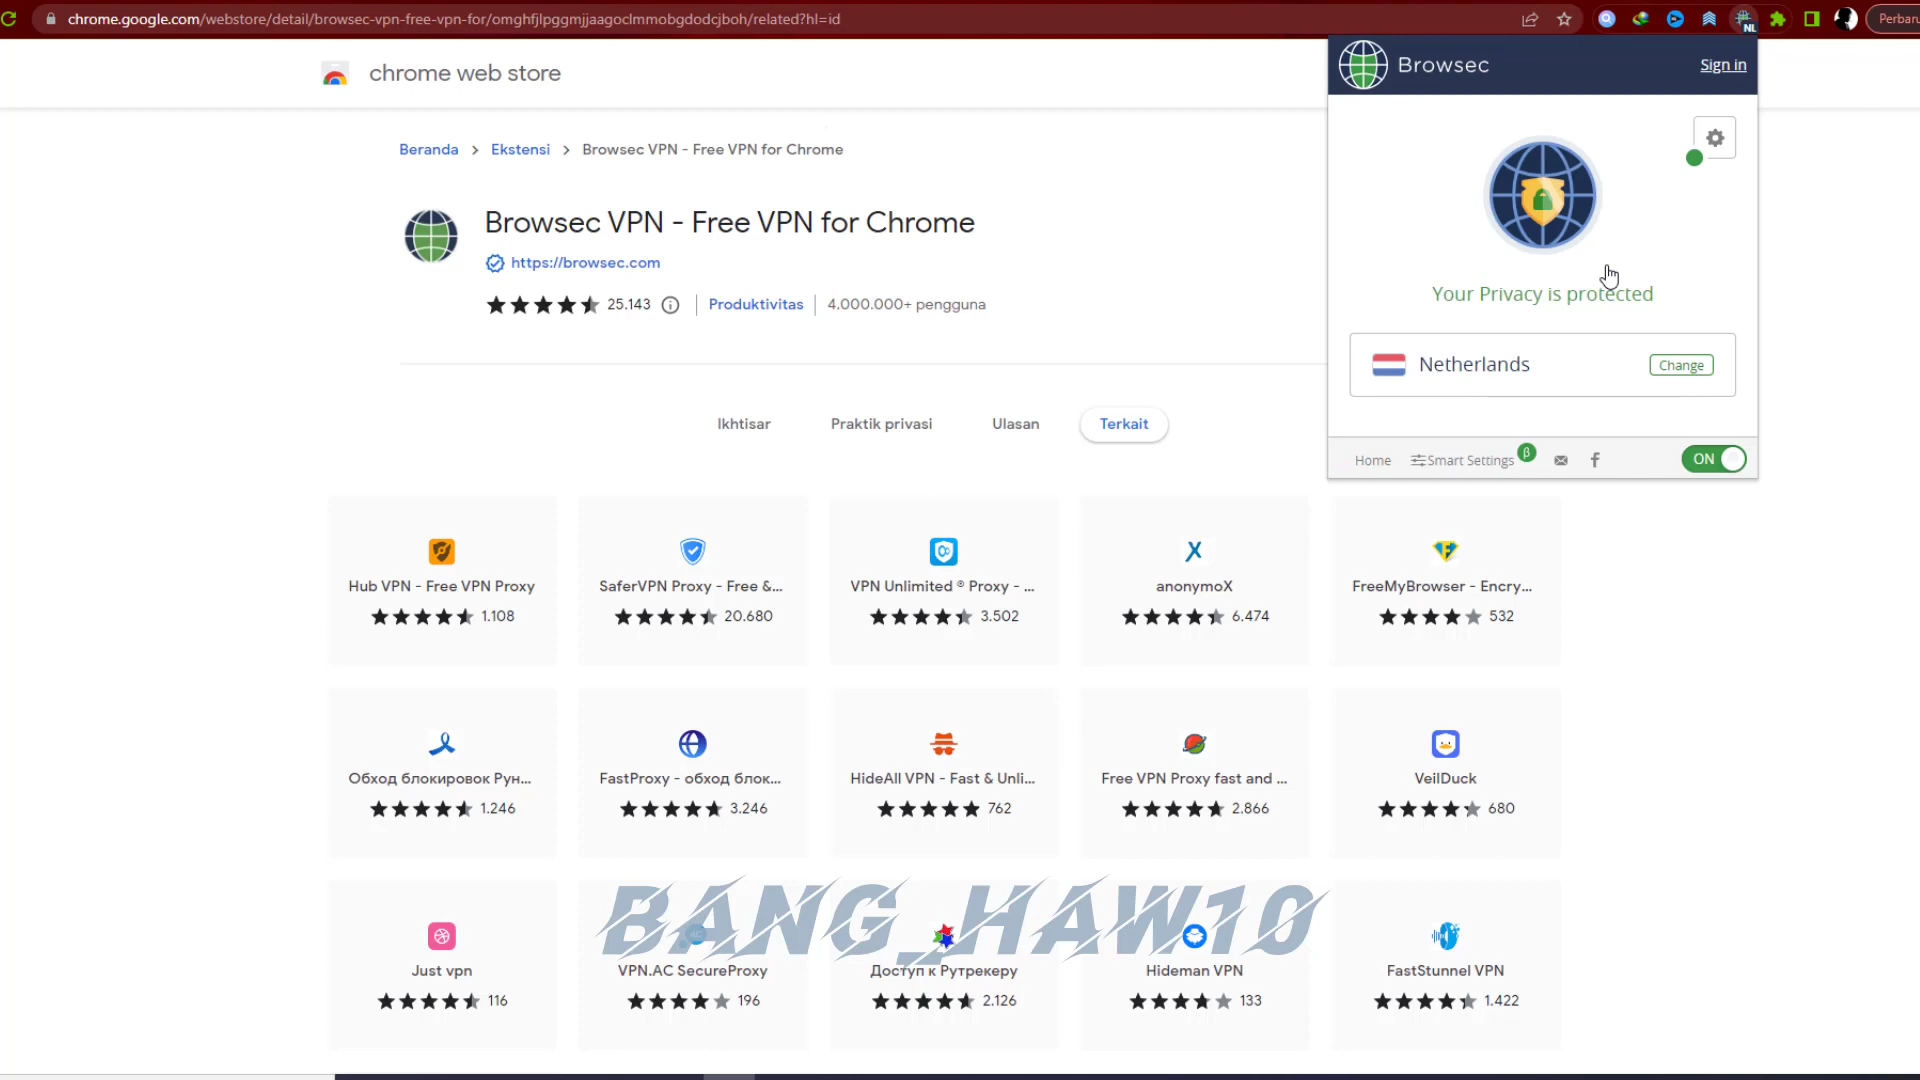 chrome.google.com/webstore/detail/browsec-vpn-free-vpn-for/omghfjlpggmjjaagoclmmobgdodcjboh/related?hl=id
NL
Perbaru
chrome web store
Browsec
Sign in
Beranda > Ekstensi > Browsec VPN - Free VPN for Chrome
Browsec VPN - Free VPN for Chrome
https://browsec.com
25.143
Produktivitas
4.000.000+ pengguna
Your Privacy is protected
Netherlands
Change
Home
Smart Settings
β
ON
Ikhtisar
Praktik privasi
Ulasan
Terkait
Hub VPN - Free VPN Proxy
1.108
SaferVPN Proxy - Free &...
20.680
VPN Unlimited ® Proxy - ...
3.502
anonymoX
6.474
FreeMyBrowser - Encry...
532
Обход блокировок Рун...
1.246
FastProxy - обход блок...
3.246
HideAll VPN - Fast & Unli...
762
Free VPN Proxy fast and ...
2.866
VeilDuck
680
BANG_HAW10
Just vpn
116
VPN.AC SecureProxy
196
Доступ к Рутрекеру
2.126
Hideman VPN
133
FastStunnel VPN
1.422